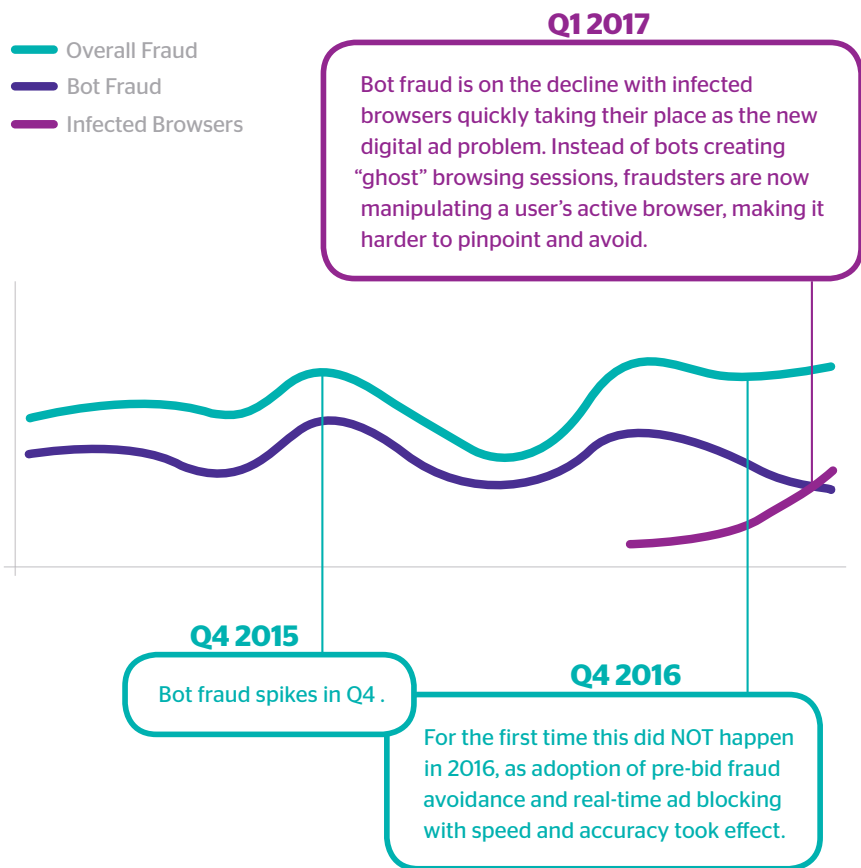 Overall Fraud
Bot Fraud
Infected Browsers
Q1 2017
Bot fraud is on the decline with infected
browsers quickly taking their place as the new
digital ad problem. Instead of bots creating
“ghost” browsing sessions, fraudsters are now
manipulating a user’s active browser, making it
harder to pinpoint and avoid.
Q4 2015
Bot fraud spikes in Q4 .
Q4 2016
For the first time this did NOT happen
in 2016, as adoption of pre-bid fraud
avoidance and real-time ad blocking
with speed and accuracy took effect.